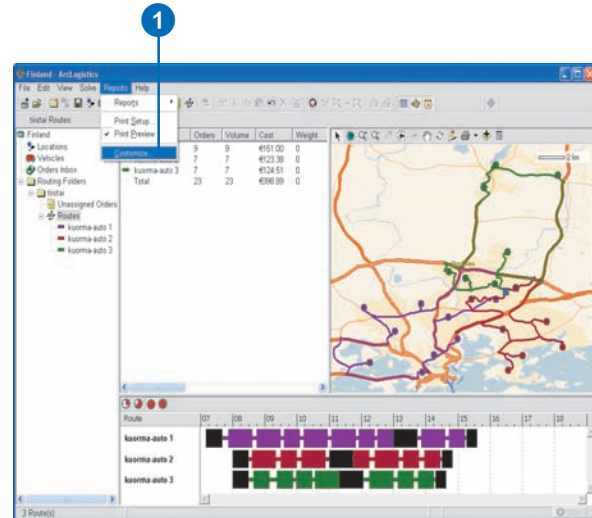 1
Finland - ArcLogistics
File Edit View Solve Reports Help
Reports
Print Setup...
Print Preview
Customize
tiistai Routes
Finland
Locations
Vehicles
Orders Inbox
Routing Folders
tiistai
Unassigned Orders
Routes
kuorma-auto 1
kuorma-auto 2
kuorma-auto 3
Orders Volume Cost Weight
9 9 €151.00 0
7 7 €123.38 0
kuorma-auto 3 7 7 €124.51 0
Total 23 23 €398.89 0
2 km
Route 07 08 09 10 11 12 13 14 15 16 17 18
kuorma-auto 1
kuorma-auto 2
kuorma-auto 3
3 Route(s)